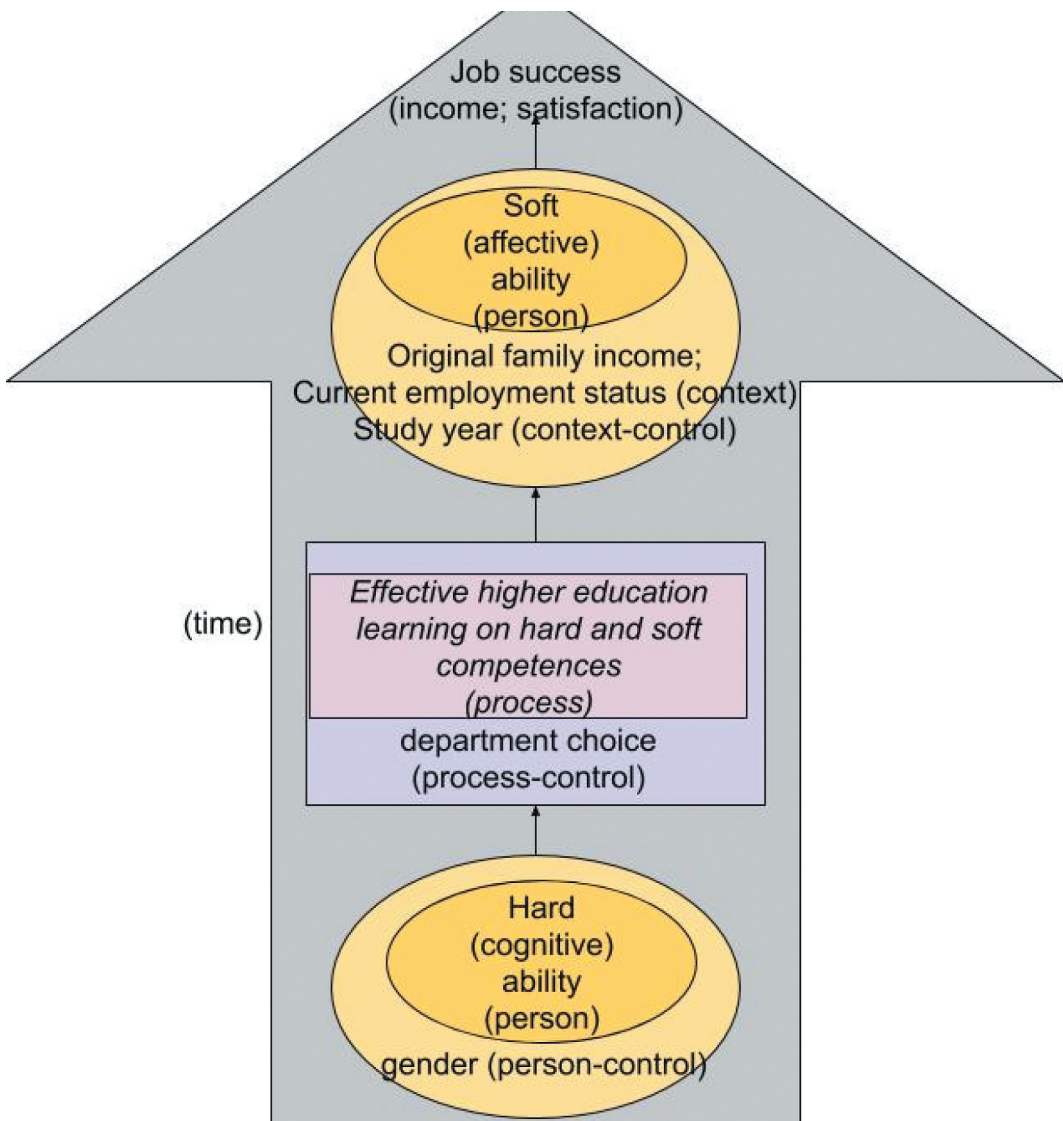 Job success
(income; satisfaction)
Soft
(affective)
ability
(person)
Original family income;
Current employment status (context)
Study year (context-control)
(time)
Effective higher education
learning on hard and soft
competences
(process)
department choice
(process-control)
Hard
(cognitive)
ability
(person)
gender (person-control)